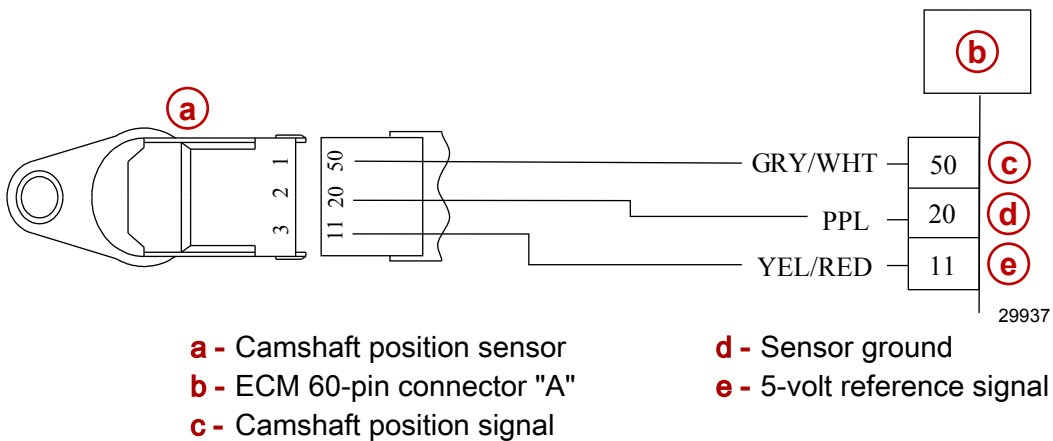 b
a
1
2
3
50
20
11
GRY/WHT
PPL
YEL/RED
50
20
11
c
d
e
29937
a - Camshaft position sensor
b - ECM 60-pin connector "A"
c - Camshaft position signal
d - Sensor ground
e - 5-volt reference signal